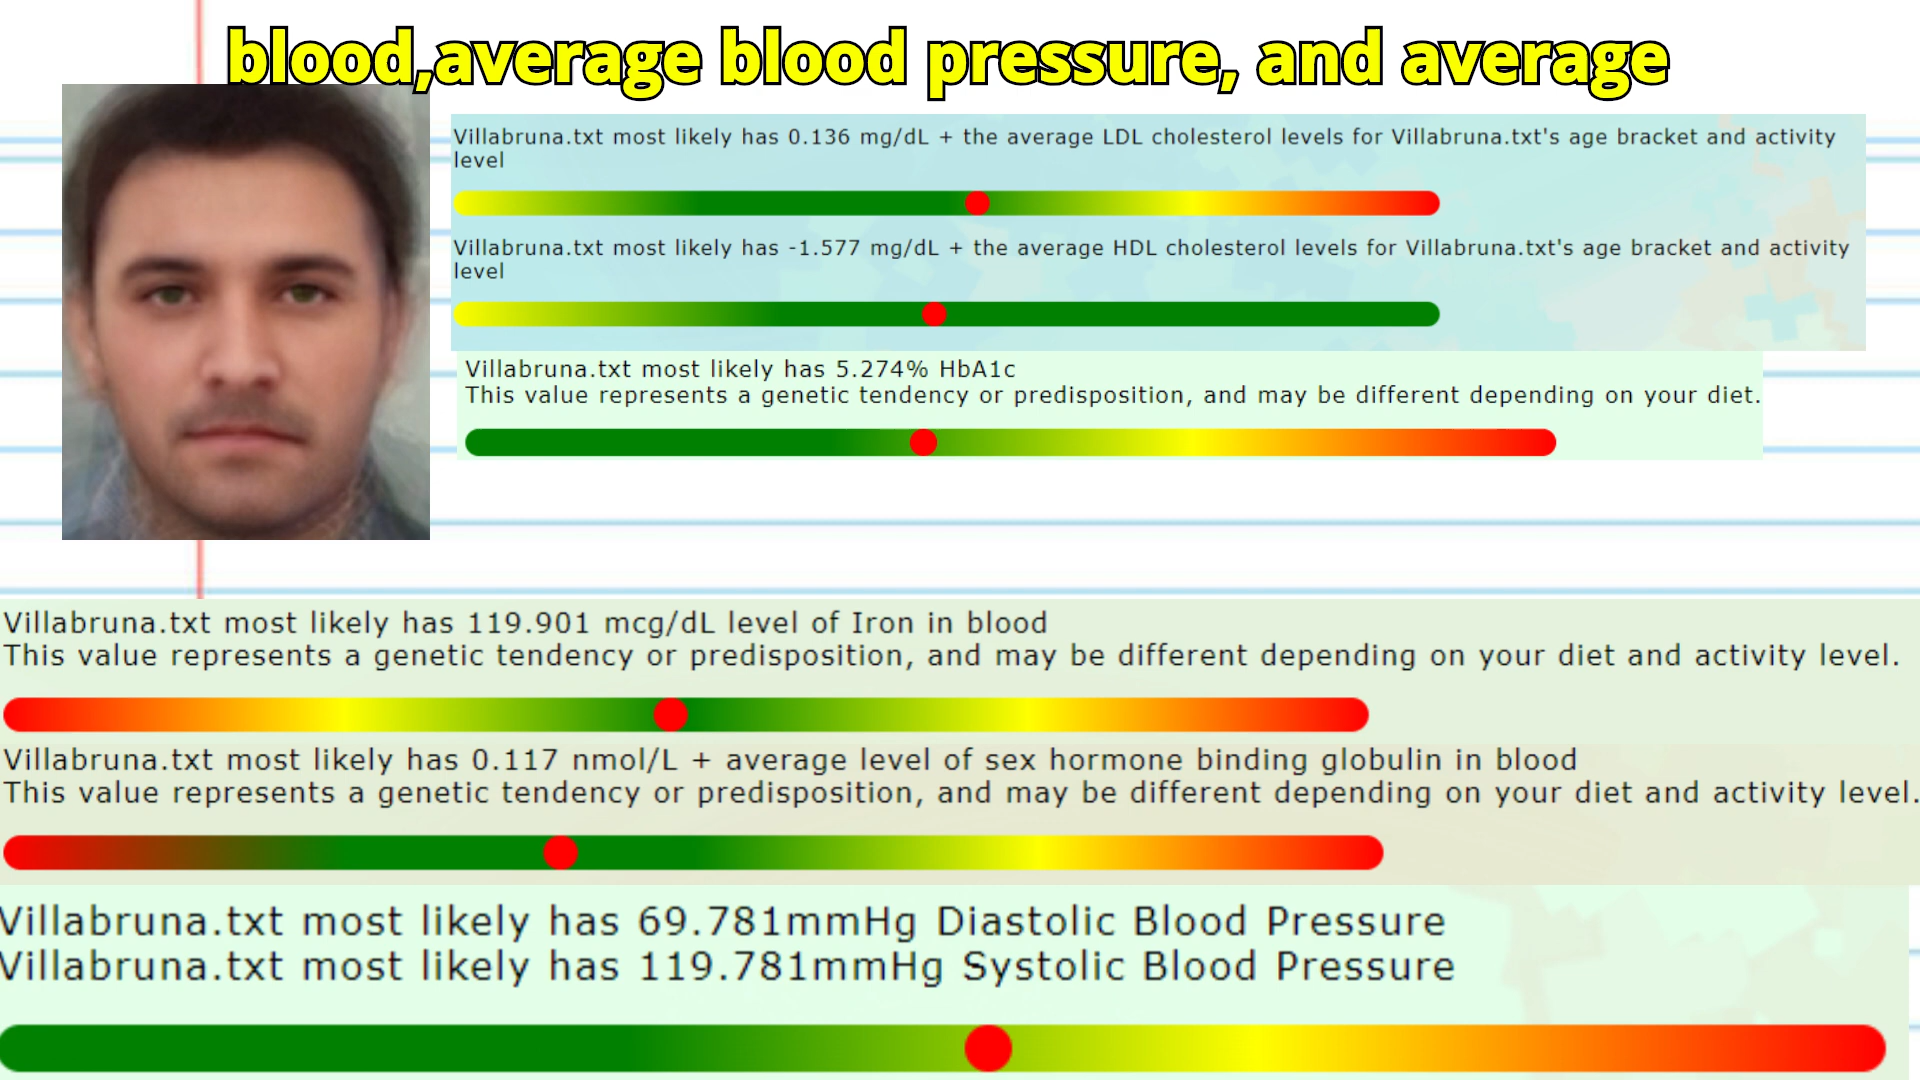 blood,average blood pressure, and average
Villabruna.txt most likely has 0.136 mg/dL + the average LDL cholesterol levels for Villabruna.txt's age bracket and activity
level
Villabruna.txt most likely has -1.577 mg/dL + the average HDL cholesterol levels for Villabruna.txt's age bracket and activity
level
Villabruna.txt most likely has 5.274% HbA1c
This value represents a genetic tendency or predisposition, and may be different depending on your diet.
Villabruna.txt most likely has 119.901 mcg/dL level of Iron in blood
This value represents a genetic tendency or predisposition, and may be different depending on your diet and activity level.
Villabruna.txt most likely has 0.117 nmol/L + average level of sex hormone binding globulin in blood
This value represents a genetic tendency or predisposition, and may be different depending on your diet and activity level.
Villabruna.txt most likely has 69.781mmHg Diastolic Blood Pressure
Villabruna.txt most likely has 119.781mmHg Systolic Blood Pressure